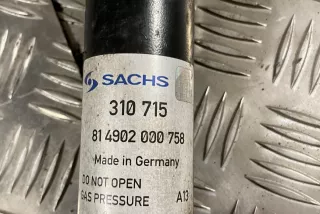 SACHS
310 715
81 4902 000 758
Made in Germany
DO NOT OPEN
GAS PRESSURE A13